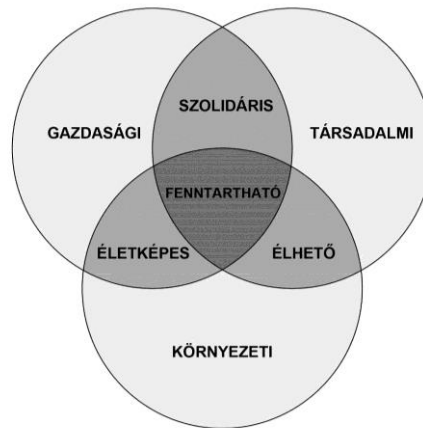 SZOLIDÁRIS
GAZDASÁGI
TÁRSADALMI
FENNTARTHATÓ
ÉLETKÉPES
ÉLHETŐ
KÖRNYEZETI